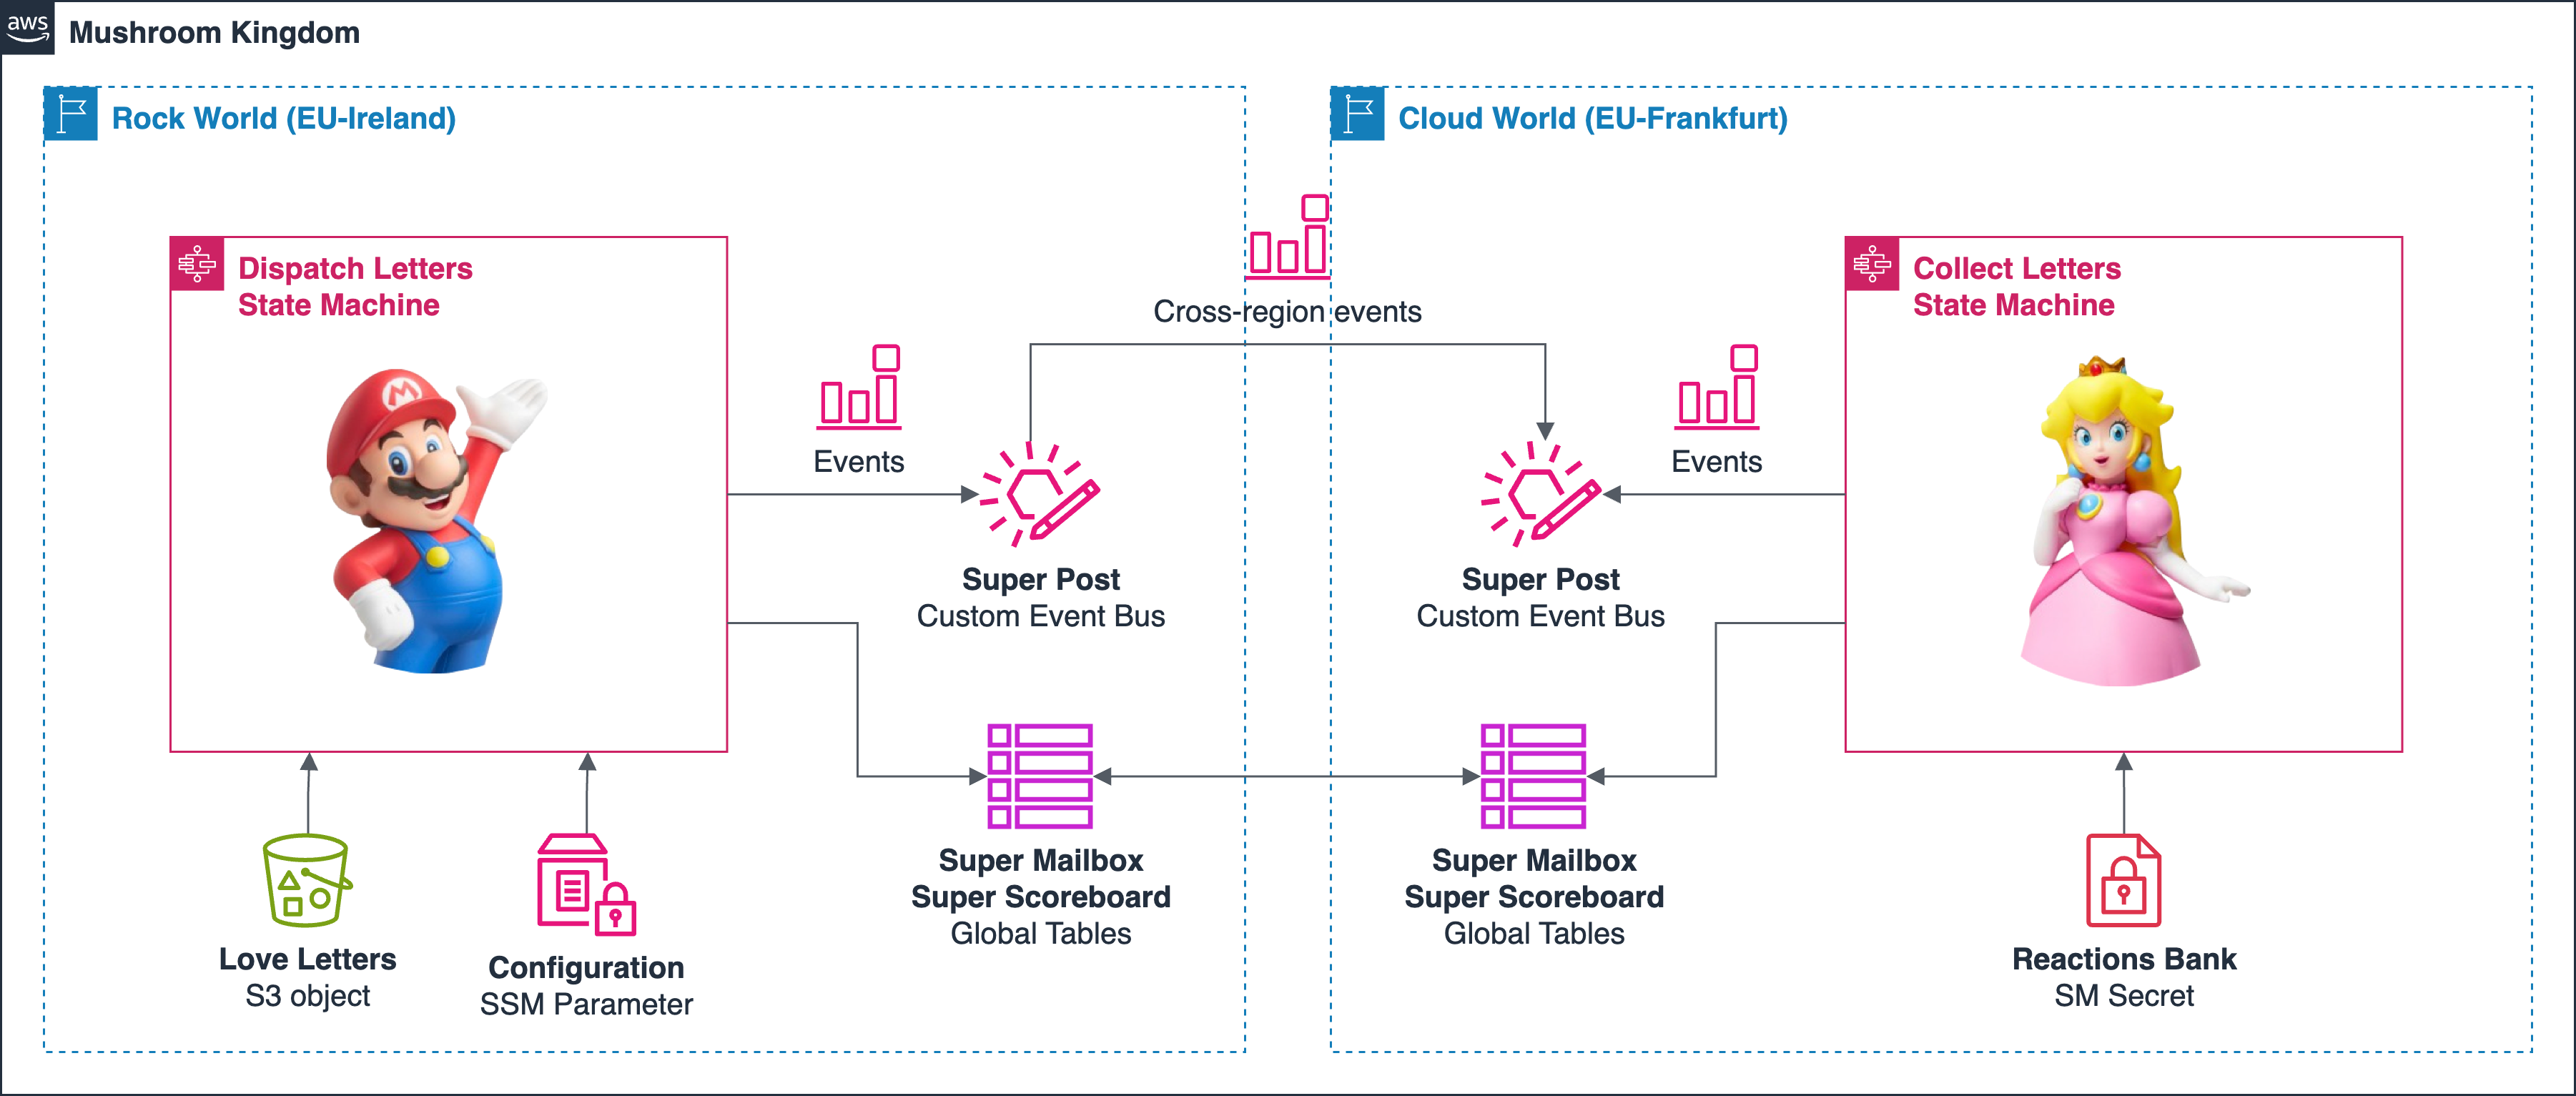 aws
Mushroom Kingdom
Rock World (EU-Ireland)
Cloud World (EU-Frankfurt)
Dispatch Letters
State Machine
M
Events
Cross-region events
Events
Collect Letters
State Machine
Super Post
Custom Event Bus
Super Post
Custom Event Bus
Love Letters
S3 object
Configuration
SSM Parameter
Super Mailbox
Super Scoreboard
Global Tables
Super Mailbox
Super Scoreboard
Global Tables
Reactions Bank
SM Secret